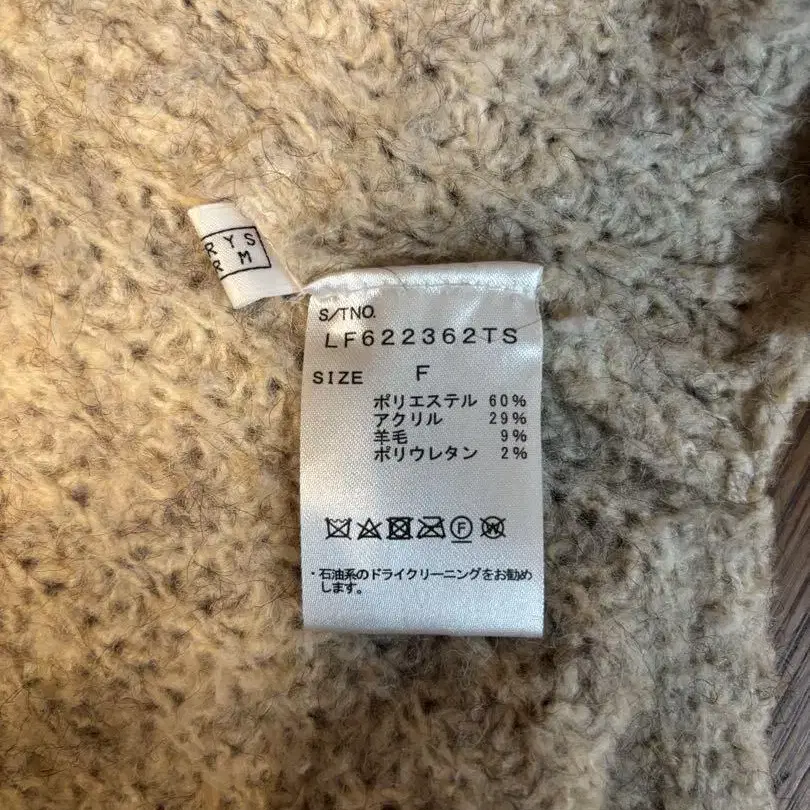 RYS
RM
S/TNO.
LF622362TS
SIZE F
ポリエステル 60%
アクリル 29%
羊毛 9%
ポリウレタン 2%
F W
・石油系のドライクリーニングをお勧め
します。